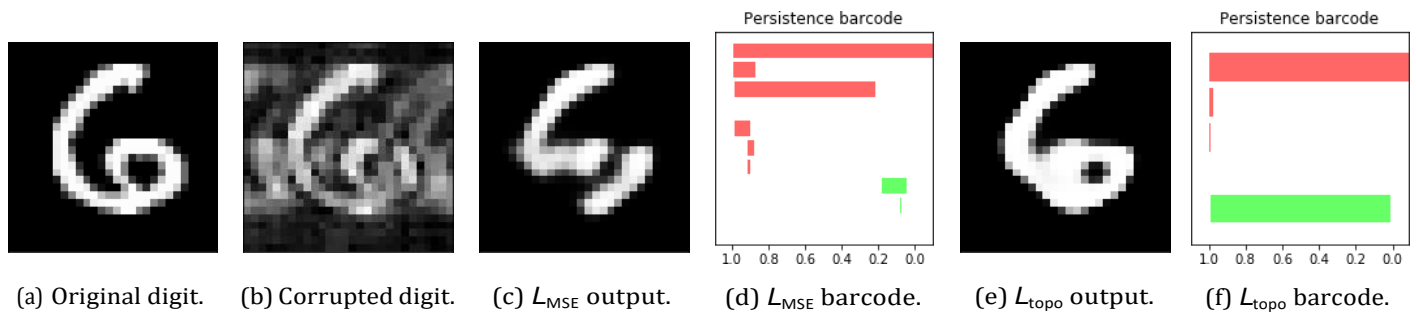 Persistence barcode
1.0 0.8 0.6 0.4 0.2 0.0
Persistence barcode
1.0 0.8 0.6 0.4 0.2 0.0
(a) Original digit.
(b) Corrupted digit.
(c) L_MSE output.
(d) L_MSE barcode.
(e) L_topo output.
(f) L_topo barcode.